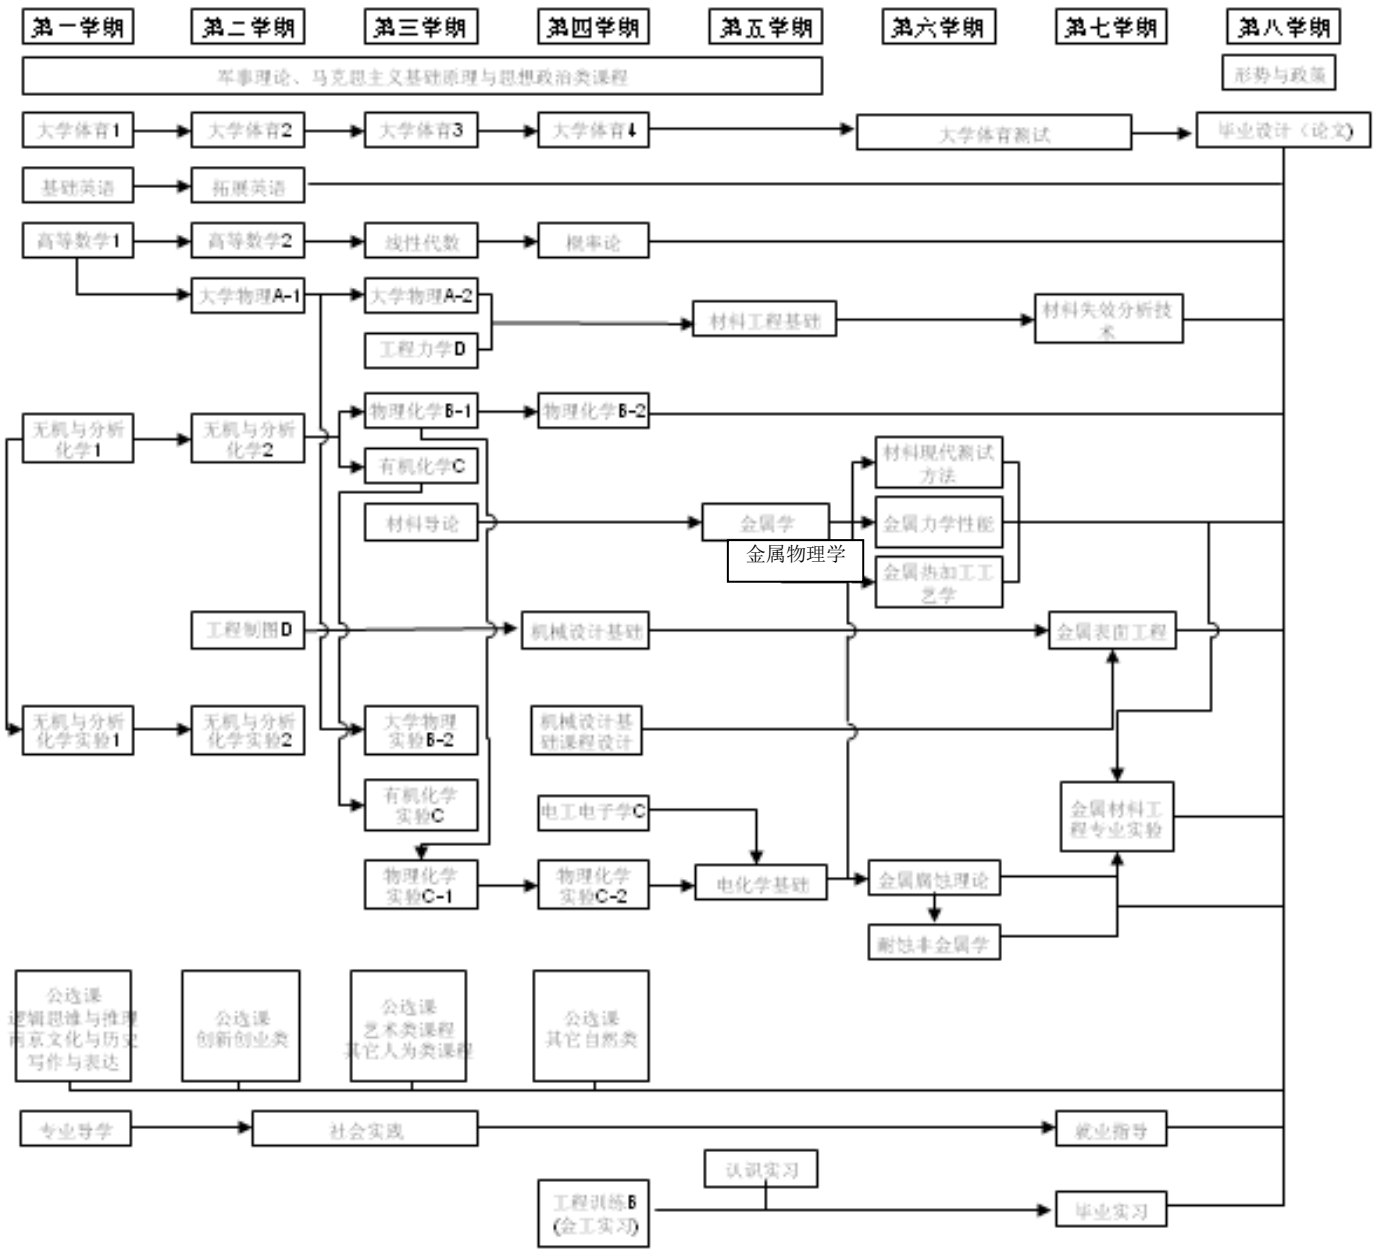 第一学期
第二学期
第三学期
第四学期
第五学期
第六学期
第七学期
第八学期
军事理论、马克思主义基础原理与思想政治类课程
形势与政策
大学体育1
大学体育2
大学体育3
大学体育4
大学体育测试
毕业设计（论文)
基础英语
拓展英语
高等数学1
高等数学2
线性代数
概率论
大学物理A-1
大学物理A-2
工程力学D
材料工程基础
材料失效分析技
术
无机与分析
化学1
无机与分析
化学2
物理化学B-1
物理化学B-2
有机化学C
材料导论
金属学
金属物理学
材料现代测试
方法
金属力学性能
金属热加工工
艺学
工程制图D
机械设计基础
金属表面工程
无机与分析
化学实验1
无机与分析
化学实验2
大学物理
实验B-2
机械设计基
础课程设计
有机化学
实验C
电工电子学C
金属材料工
程专业实验
物理化学
实验C-1
物理化学
实验C-2
电化学基础
金属腐蚀理论
耐蚀非金属学
公选课
逻辑思维与推理
南京文化与历史
写作与表达
公选课
创新创业类
公选课
艺术类课程
其它人为类课程
公选课
其它自然类
专业导学
社会实践
就业指导
认识实习
工程训练B
(金工实习)
毕业实习